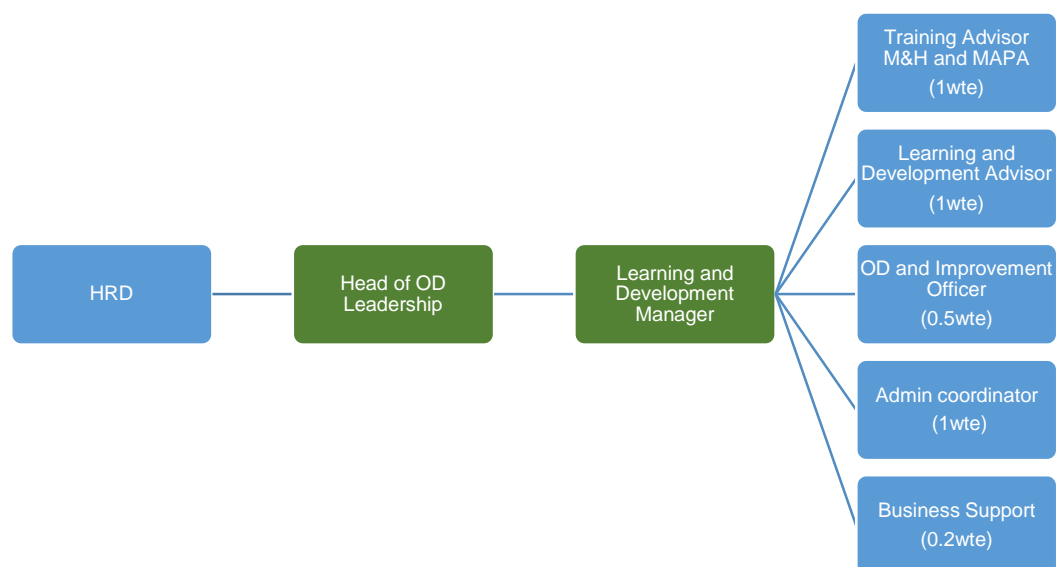 HRD
Head of OD
Leadership
Learning and
Development
Manager
Training Advisor
M&H and MAPA
(1wte)
Learning and
Development Advisor
(1wte)
OD and Improvement
Officer
(0.5wte)
Admin coordinator
(1wte)
Business Support
(0.2wte)